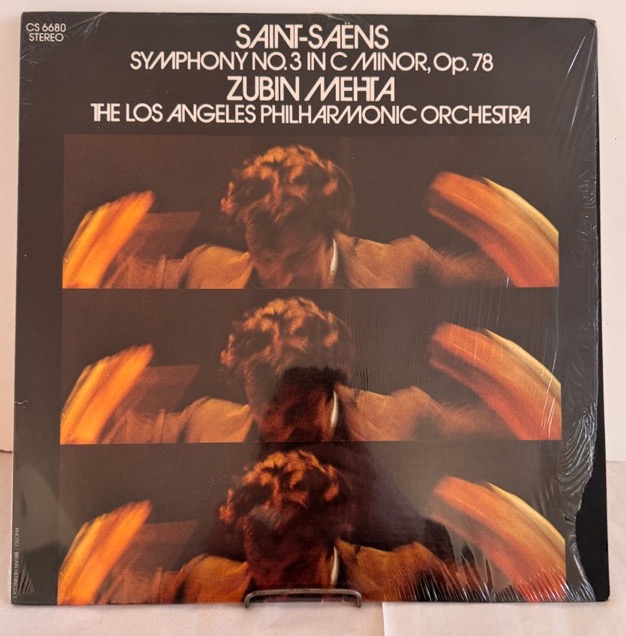 CS 6680
STEREO
SAINT-SAËNS
SYMPHONY NO. 3 IN C MINOR, Op. 78
ZUBIN MEHTA
THE LOS ANGELES PHILHARMONIC ORCHESTRA
PHOTO